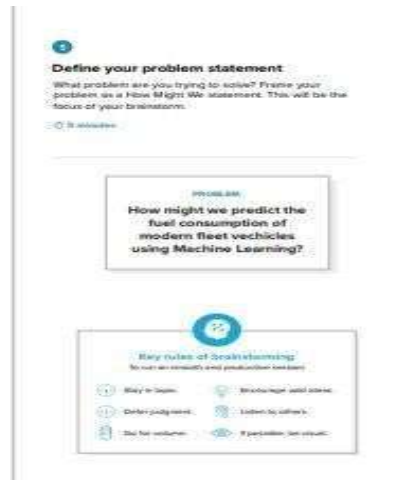 Define your problem statement
What problem are you trying to solve? Frame your
problem as a How Might We statement. This will be the
focus of your brainstorm.
5 minutes
PROBLEM
How might we predict the
fuel consumption of
modern fleet vechicles
using Machine Learning?
Key rules of brainstorming
To run an smooth and productive session
Stay in topic. Encourage wild ideas.
Defer judgment. Listen to others.
Go for volume. If possible, be visual.